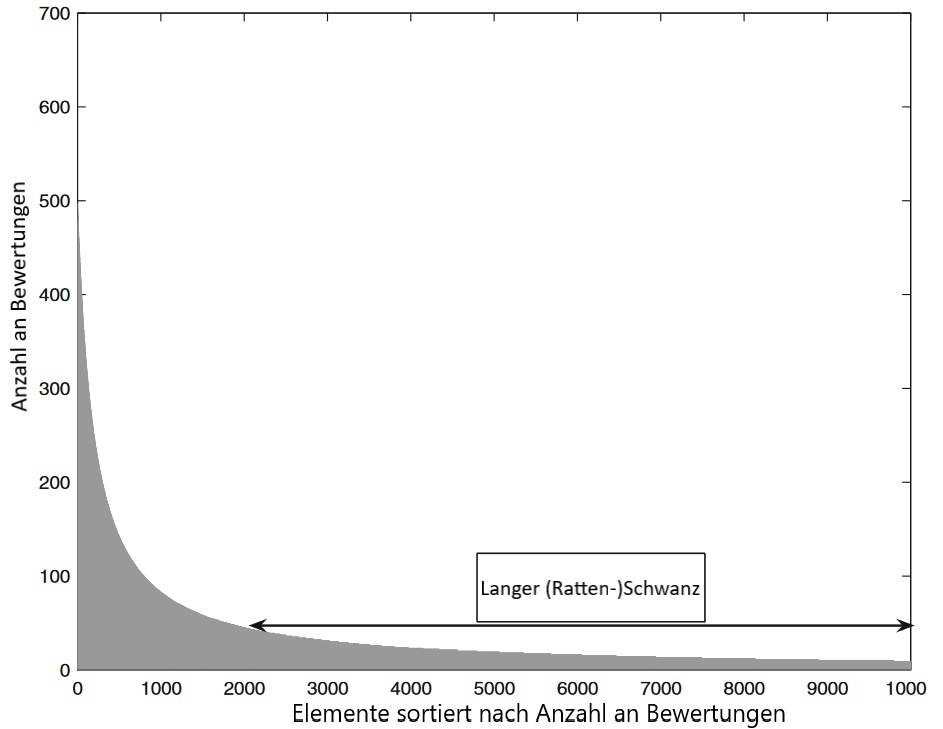 700
600
500
400
300
200
100
0
Anzahl an Bewertungen
Langer (Ratten-)Schwanz
0 1000 2000 3000 4000 5000 6000 7000 8000 9000 1000
Elemente sortiert nach Anzahl an Bewertungen